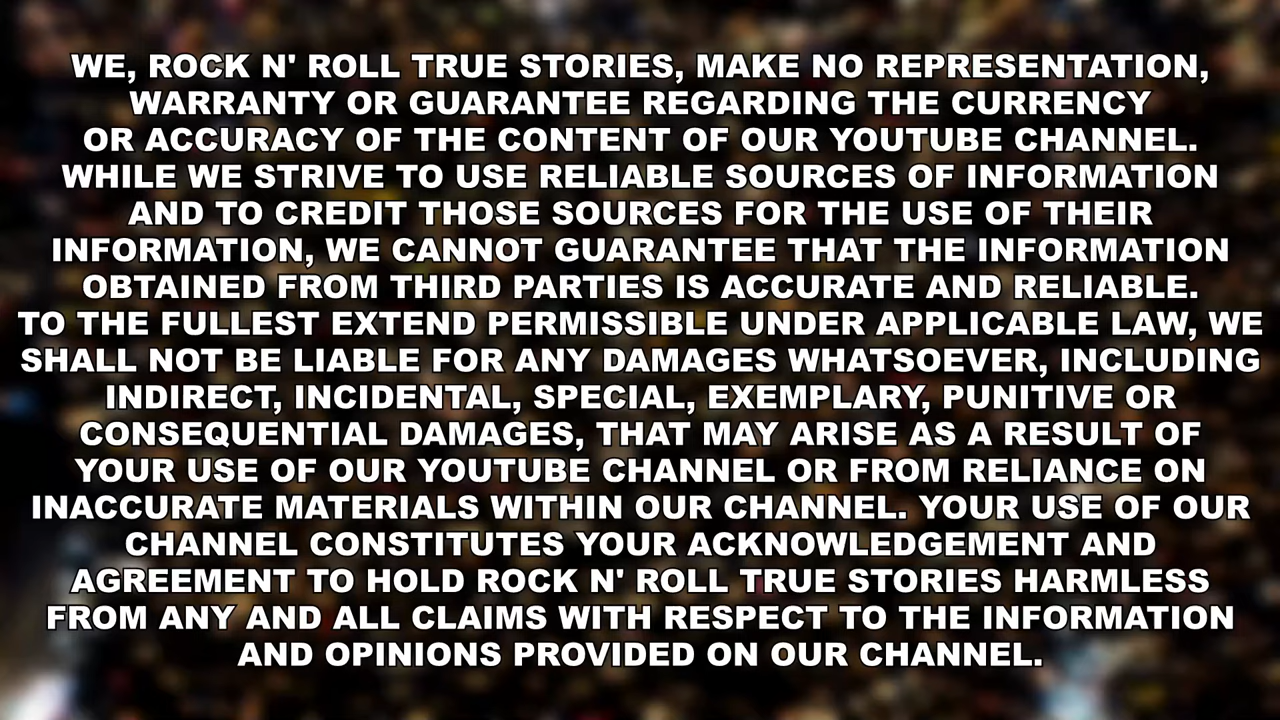 WE, ROCK N' ROLL TRUE STORIES, MAKE NO REPRESENTATION,
WARRANTY OR GUARANTEE REGARDING THE CURRENCY
OR ACCURACY OF THE CONTENT OF OUR YOUTUBE CHANNEL.
WHILE WE STRIVE TO USE RELIABLE SOURCES OF INFORMATION
AND TO CREDIT THOSE SOURCES FOR THE USE OF THEIR
INFORMATION, WE CANNOT GUARANTEE THAT THE INFORMATION
OBTAINED FROM THIRD PARTIES IS ACCURATE AND RELIABLE.
TO THE FULLEST EXTEND PERMISSIBLE UNDER APPLICABLE LAW, WE
SHALL NOT BE LIABLE FOR ANY DAMAGES WHATSOEVER, INCLUDING
INDIRECT, INCIDENTAL, SPECIAL, EXEMPLARY, PUNITIVE OR
CONSEQUENTIAL DAMAGES, THAT MAY ARISE AS A RESULT OF
YOUR USE OF OUR YOUTUBE CHANNEL OR FROM RELIANCE ON
INACCURATE MATERIALS WITHIN OUR CHANNEL. YOUR USE OF OUR
CHANNEL CONSTITUTES YOUR ACKNOWLEDGEMENT AND
AGREEMENT TO HOLD ROCK N' ROLL TRUE STORIES HARMLESS
FROM ANY AND ALL CLAIMS WITH RESPECT TO THE INFORMATION
AND OPINIONS PROVIDED ON OUR CHANNEL.